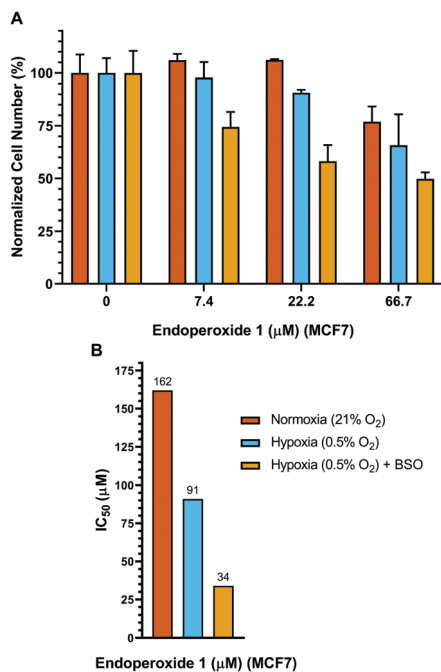 A
Normalized Cell Number (%)
100
75
50
25
0
0 7.4 22.2 66.7
Endoperoxide 1 (μM) (MCF7)
B
IC50 (μM)
175
150
125
100
75
50
25
0
162
91
34
Normoxia (21% O2)
Hypoxia (0.5% O2)
Hypoxia (0.5% O2) + BSO
Endoperoxide 1 (μM) (MCF7)